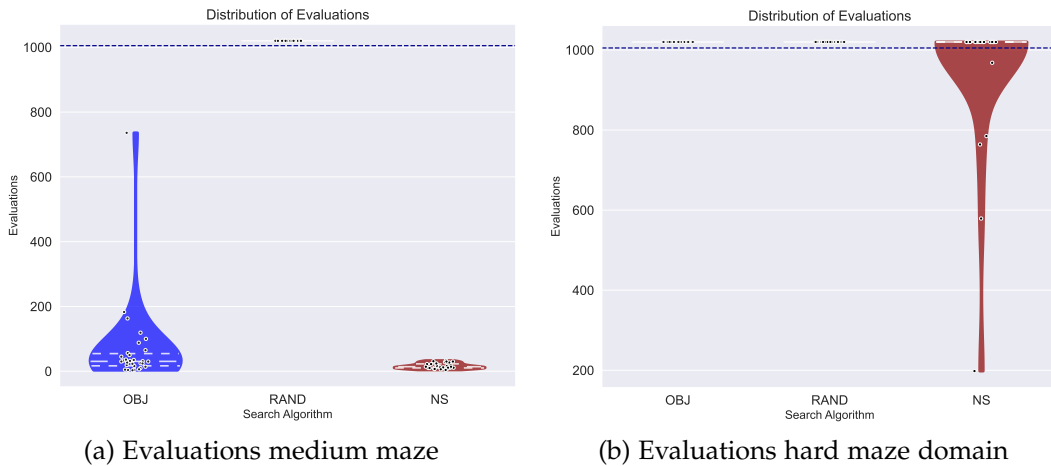 Distribution of Evaluations
1000
800
600
400
200
0
Evaluations
OBJ RAND NS
Search Algorithm
(a) Evaluations medium maze
Distribution of Evaluations
1000
800
600
400
200
Evaluations
OBJ RAND NS
Search Algorithm
(b) Evaluations hard maze domain